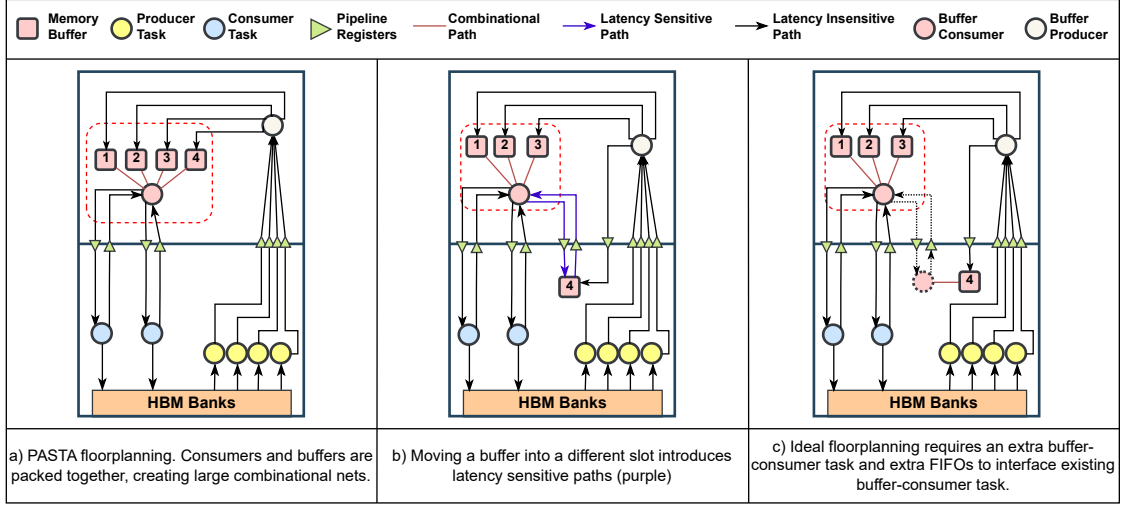 Memory Buffer
Producer Task
Consumer Task
Pipeline Registers
Combinational Path
Latency Sensitive Path
Latency Insensitive Path
Buffer Consumer
Buffer Producer
1 2 3 4
HBM Banks
a) PASTA floorplanning. Consumers and buffers are
packed together, creating large combinational nets.
1 2 3
4
HBM Banks
b) Moving a buffer into a different slot introduces
latency sensitive paths (purple)
1 2 3
4
HBM Banks
c) Ideal floorplanning requires an extra buffer-
consumer task and extra FIFOs to interface existing
buffer-consumer task.